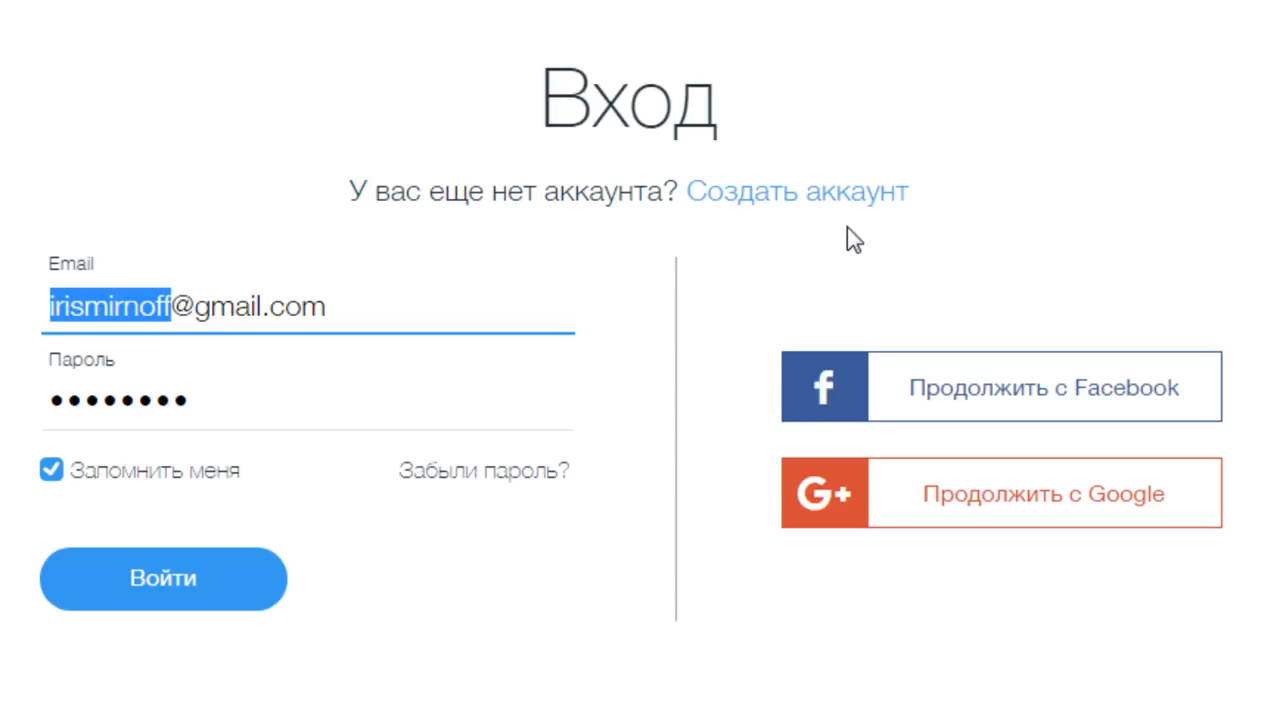 Вход
У вас еще нет аккаунта? Создать аккаунт
Email
irismirnoff@gmail.com
Пароль
Запомнить меня
Забыли пароль?
Войти
f
Продолжить с Facebook
G+
Продолжить с Google